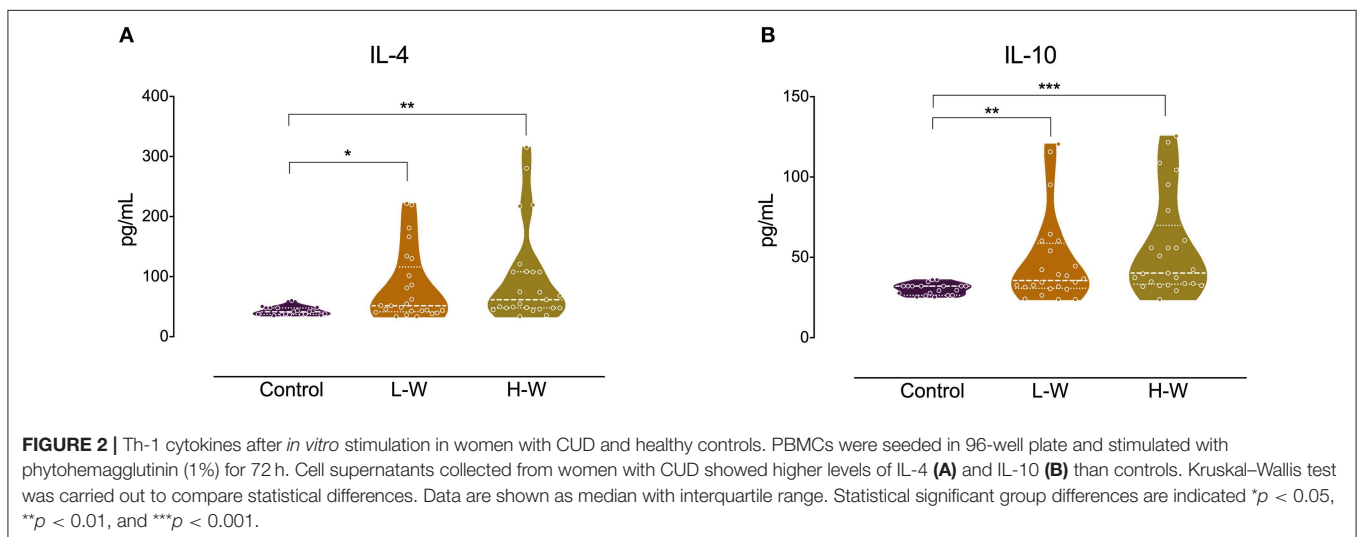 A
B
IL-4
IL-10
400
300
200
100
0
pg/mL
*
**
Control
L-W
H-W
150
100
50
0
pg/mL
**
***
Control
L-W
H-W
FIGURE 2 | Th-1 cytokines after in vitro stimulation in women with CUD and healthy controls. PBMCs were seeded in 96-well plate and stimulated with
phytohemagglutinin (1%) for 72 h. Cell supernatants collected from women with CUD showed higher levels of IL-4 (A) and IL-10 (B) than controls. Kruskal–Wallis test
was carried out to compare statistical differences. Data are shown as median with interquartile range. Statistical significant group differences are indicated *p < 0.05,
**p < 0.01, and ***p < 0.001.